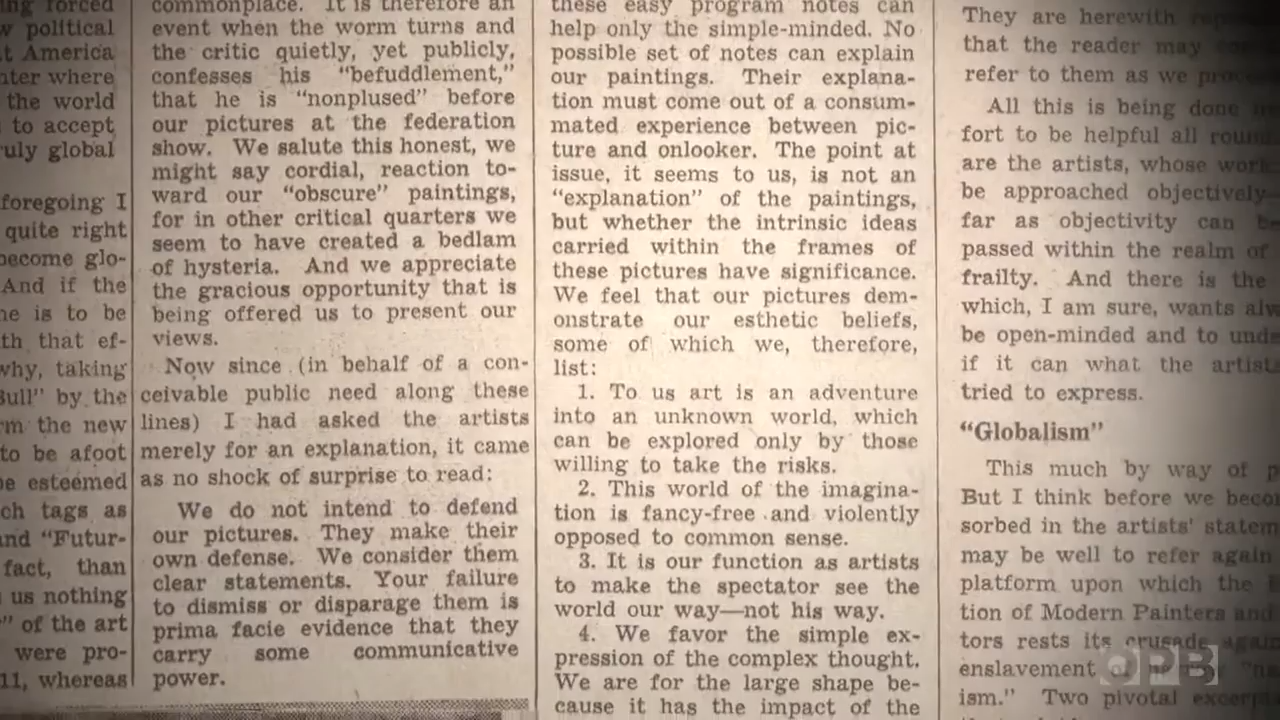 ing forced
w political
t America
nter where
the world
to accept
uly global
foregoing I
quite right
become glo-
And if the
ne is to be
th that ef-
why, taking
Bull" by the
rm the new
to be afoot
be esteemed
ch tags as
nd "Futur-
fact, than
us nothing
" of the art
were pro-
11, whereas
commonplace. It is therefore an
event when the worm turns and
the critic quietly, yet publicly,
confesses his "befuddlement,"
that he is "nonplused" before
our pictures at the federation
show. We salute this honest, we
might say cordial, reaction to-
ward our "obscure" paintings,
for in other critical quarters we
seem to have created a bedlam
of hysteria. And we appreciate
the gracious opportunity that is
being offered us to present our
views.
Now since (in behalf of a con-
ceivable public need along these
lines) I had asked the artists
merely for an explanation, it came
as no shock of surprise to read:
We do not intend to defend
our pictures. They make their
own defense. We consider them
clear statements. Your failure
to dismiss or disparage them is
prima facie evidence that they
carry some communicative
power.
these easy program notes can
help only the simple-minded. No
possible set of notes can explain
our paintings. Their explana-
tion must come out of a consum-
mated experience between pic-
ture and onlooker. The point at
issue, it seems to us, is not an
"explanation" of the paintings,
but whether the intrinsic ideas
carried within the frames of
these pictures have significance.
We feel that our pictures dem-
onstrate our esthetic beliefs,
some of which we, therefore,
list:
1. To us art is an adventure
into an unknown world, which
can be explored only by those
willing to take the risks.
2. This world of the imagina-
tion is fancy-free and violently
opposed to common sense.
3. It is our function as artists
to make the spectator see the
world our way—not his way.
4. We favor the simple ex-
pression of the complex thought.
We are for the large shape be-
cause it has the impact of the
They are herewith
that the reader may
refer to them as we
All this is being done
fort to be helpful all
are the artists, whose
be approached objectively
far as objectivity can
passed within the realm of
frailty. And there is the
which, I am sure, wants
be open-minded and to
if it can what the
tried to express.
"Globalism"
This much by way of p
But I think before we
sorbed in the artists'
may be well to refer again
platform upon which the
tion of Modern Painters and
tors rests its crusade
enslavement
ism." Two pivotal
OPB